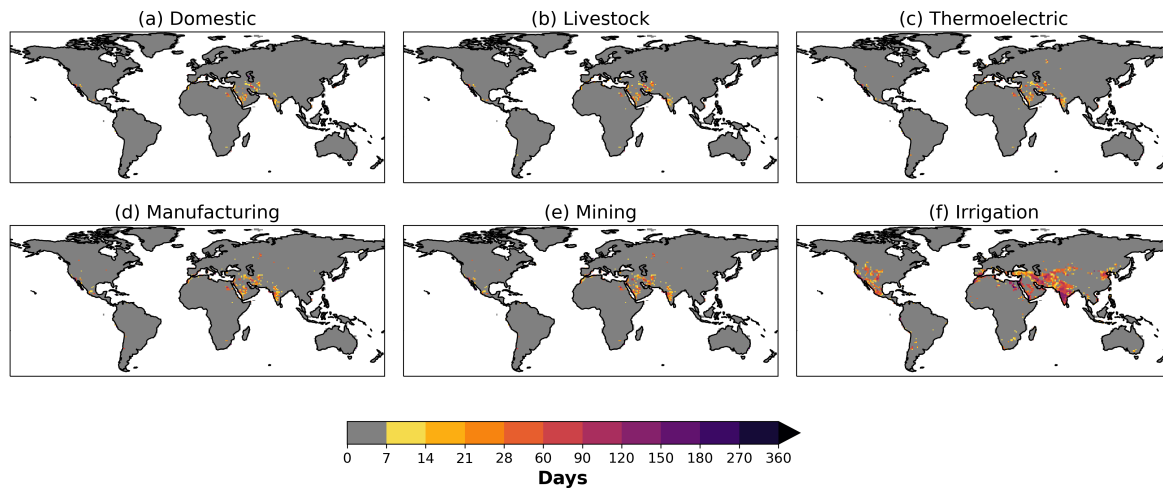 (a) Domestic
(b) Livestock
(c) Thermoelectric
(d) Manufacturing
(e) Mining
(f) Irrigation
0 7 14 21 28 60 90 120 150 180 270 360
Days